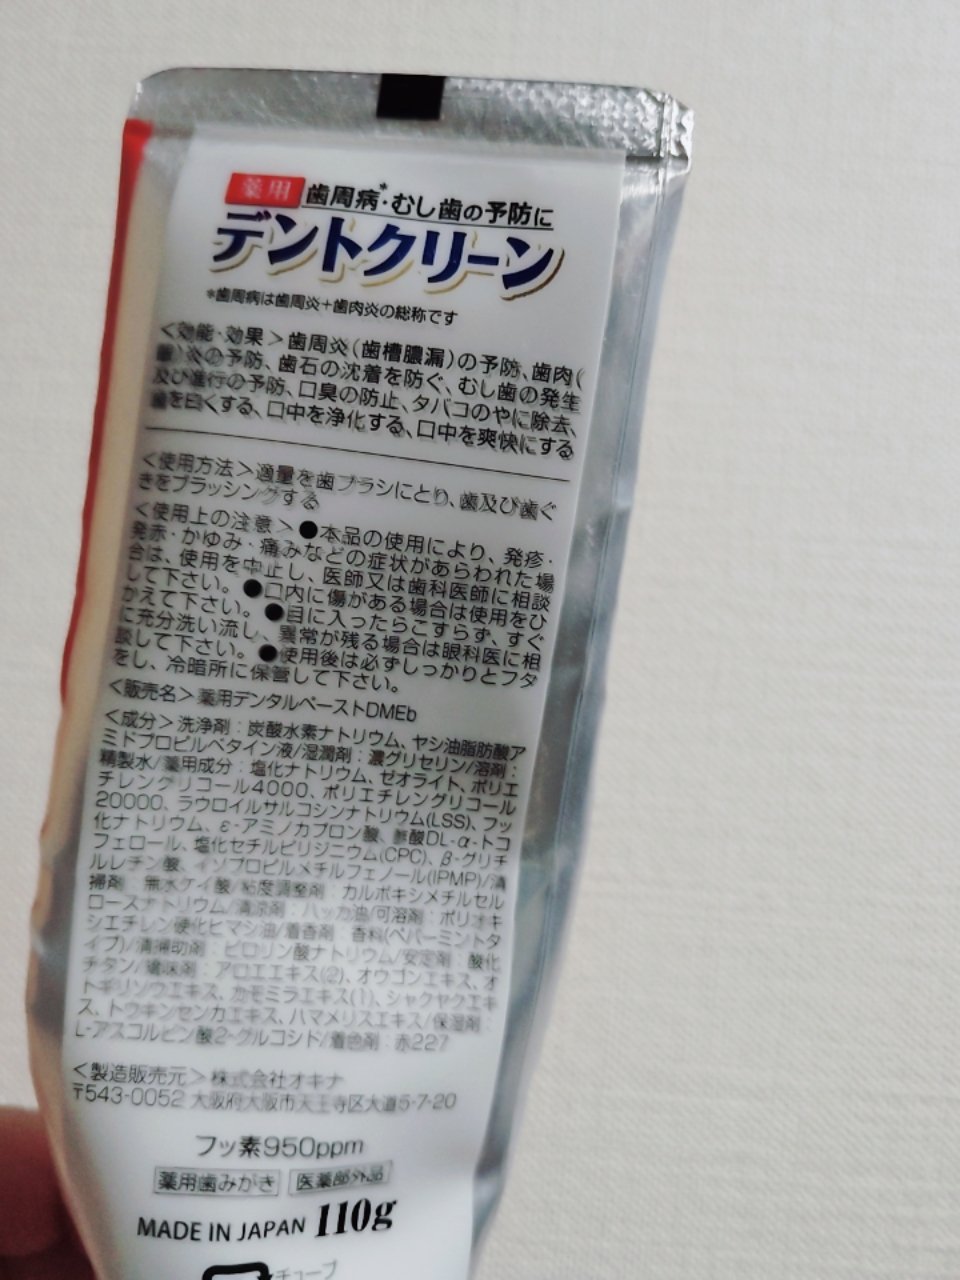 薬用 歯周病*・むし歯の予防に
デントクリーン
*歯周病は歯周炎+歯肉炎の総称です
<効能・効果>歯周炎(歯槽膿漏)の予防、歯肉(
齦)炎の予防、歯石の沈着を防ぐ、むし歯の発生
及び進行の予防、口臭の防止、タバコのやに除去、
歯を白くする、口中を浄化する、口中を爽快にする
<使用方法>適量を歯ブラシにとり、歯及び歯ぐ
きをブラッシングする
<使用上の注意>●本品の使用により、発疹・
発赤・かゆみ・痛みなどの症状があらわれた場
合は、使用を中止し、医師又は歯科医師に相談
して下さい。●口内に傷がある場合は使用をひ
かえて下さい。●目に入ったらこすらず、すぐ
に充分洗い流し、異常が残る場合は眼科医に相
談して下さい。●使用後は必ずしっかりとフタ
をし、冷暗所に保管して下さい。
<販売名>薬用デンタルペーストDMEb
<成分>洗浄剤:炭酸水素ナトリウム、ヤシ油脂肪酸ア
ミドプロピルベタイン液/湿潤剤:濃グリセリン/溶剤:
精製水/薬用成分:塩化ナトリウム、ゼオライト、ポリエ
チレングリコール4000、ポリエチレングリコール
20000、ラウロイルサルコシンナトリウム(LSS)、フッ
化ナトリウム、ε-アミノカプロン酸、酢酸DL-α-トコ
フェロール、塩化セチルピリジニウム(CPC)、β-グリチ
ルレチン酸、イソプロピルメチルフェノール(IPMP)/清
掃剤:無水ケイ酸/粘度調整剤:カルボキシメチルセル
ロースナトリウム/清涼剤:ハッカ油/可溶剤:ポリオキ
シエチレン硬化ヒマシ油/着香剤:香料(ペパーミントタ
イプ)/清掃助剤:ピロリン酸ナトリウム/安定剤:酸化
チタン/矯味剤:アロエエキス(2)、オウゴンエキス、オ
トギリソウエキス、カモミラエキス(1)、シャクヤクエキ
ス、トウキンセンカエキス、ハマメリスエキス/保湿剤:
L-アスコルビン酸2-グルコシド/着色剤:赤227
<製造販売元>株式会社オキナ
〒543-0052 大阪府大阪市天王寺区大道5-7-20
フッ素950ppm
薬用歯みがき 医薬部外品
MADE IN JAPAN 110g
チューブ